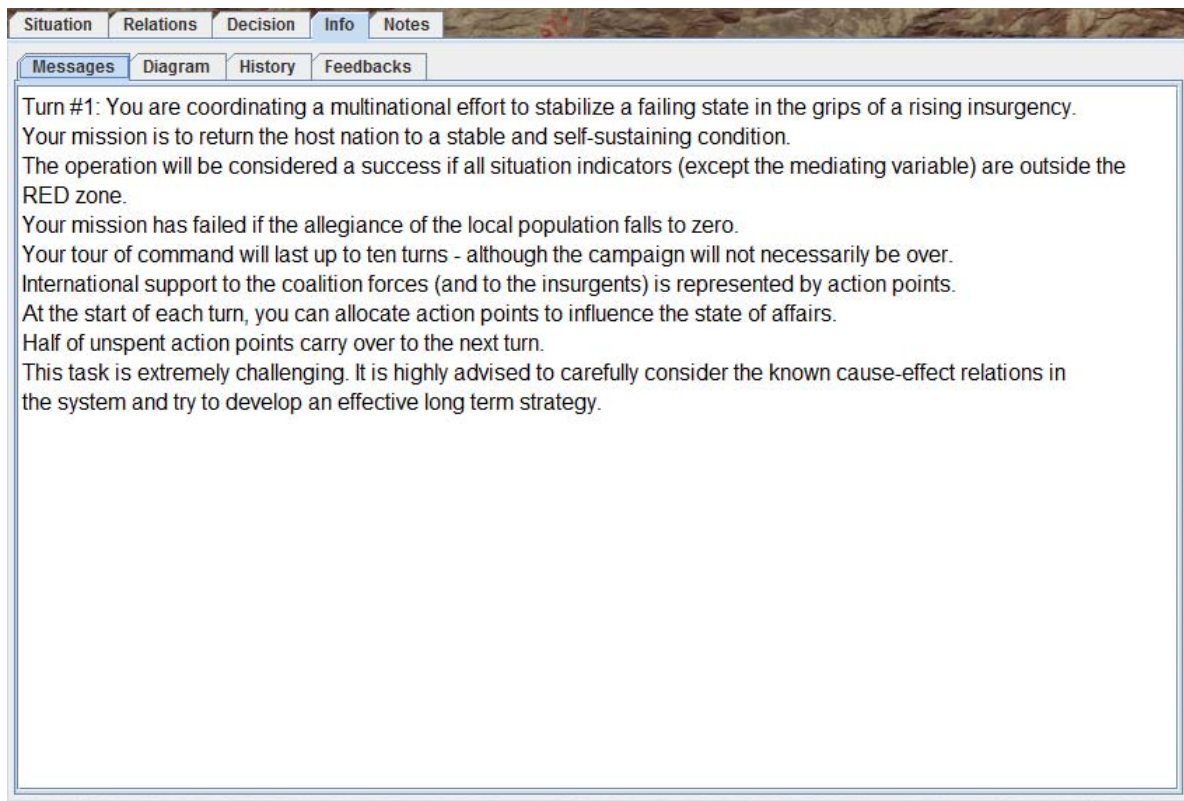 Situation Relations Decision Info Notes
Messages Diagram History Feedbacks
Turn #1: You are coordinating a multinational effort to stabilize a failing state in the grips of a rising insurgency.
Your mission is to return the host nation to a stable and self-sustaining condition.
The operation will be considered a success if all situation indicators (except the mediating variable) are outside the
RED zone.
Your mission has failed if the allegiance of the local population falls to zero.
Your tour of command will last up to ten turns - although the campaign will not necessarily be over.
International support to the coalition forces (and to the insurgents) is represented by action points.
At the start of each turn, you can allocate action points to influence the state of affairs.
Half of unspent action points carry over to the next turn.
This task is extremely challenging. It is highly advised to carefully consider the known cause-effect relations in
the system and try to develop an effective long term strategy.